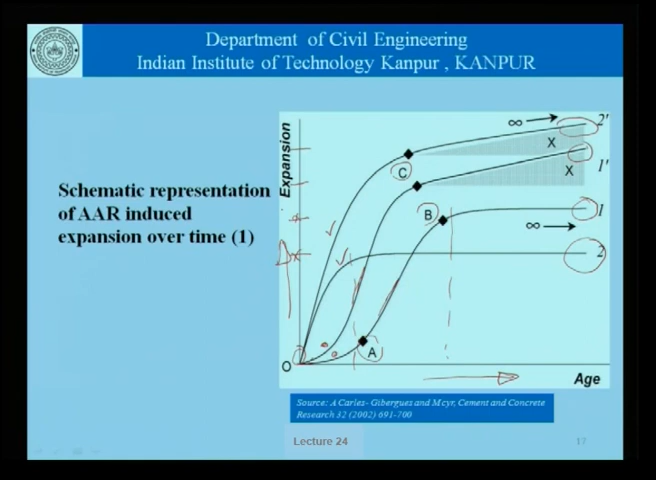 Department of Civil Engineering
Indian Institute of Technology Kanpur , KANPUR
Schematic representation
of AAR induced
expansion over time (1)
Expansion
∞
2'
X
C
X
1'
B
1
∞
2
A
O
Age
Source: A Carles- Gibergues and M cyr, Cement and Concrete
Research 32 (2002) 691-700
Lecture 24
17